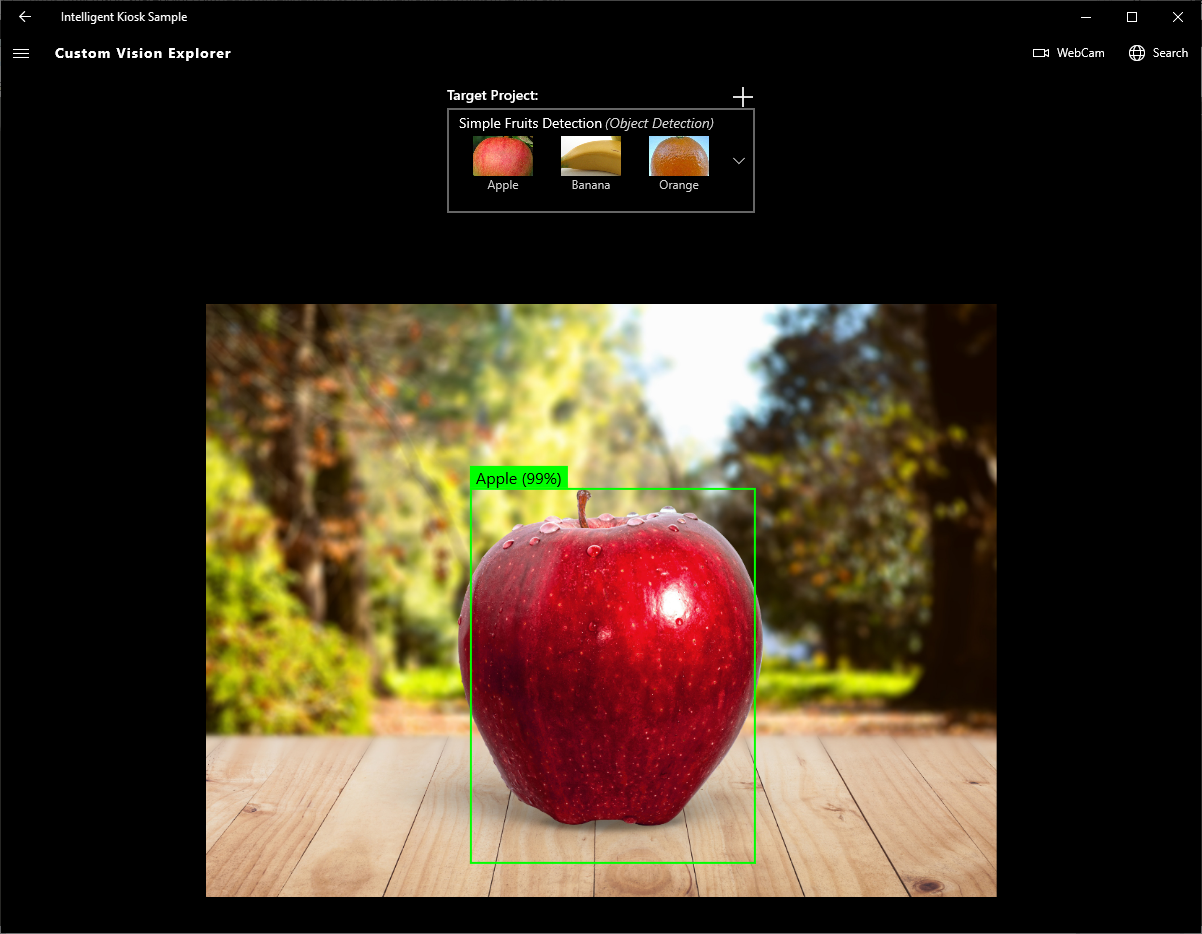 Intelligent Kiosk Sample
Custom Vision Explorer
WebCam
Search
Target Project:
Simple Fruits Detection (Object Detection)
Apple
Banana
Orange
Apple (99%)